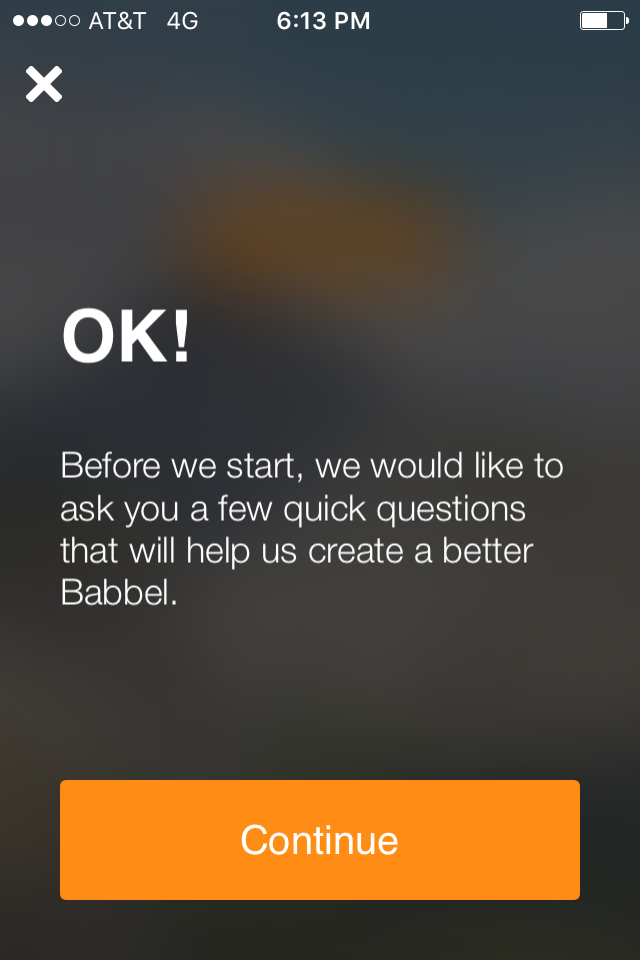 AT&T 4G 6:13 PM
OK!
Before we start, we would like to
ask you a few quick questions
that will help us create a better
Babbel.
Continue